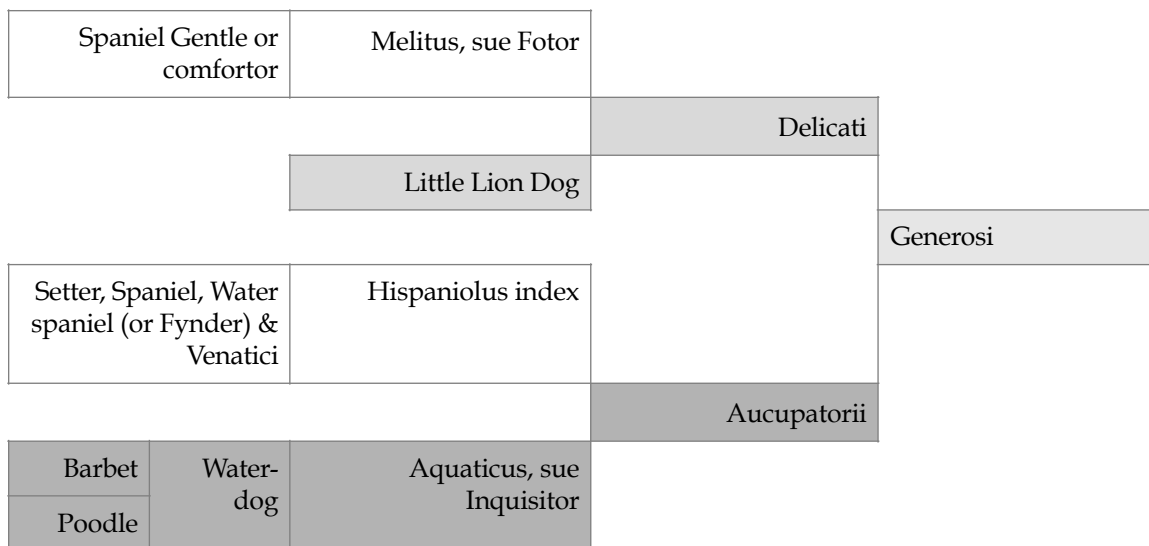 Spaniel Gentle or
comfortor
Melitus, sue Fotor
Delicati
Little Lion Dog
Generosi
Setter, Spaniel, Water
spaniel (or Fynder) &
Venatici
Hispaniolus index
Aucupatorii
Barbet
Poodle
Water-
dog
Aquaticus, sue
Inquisitor